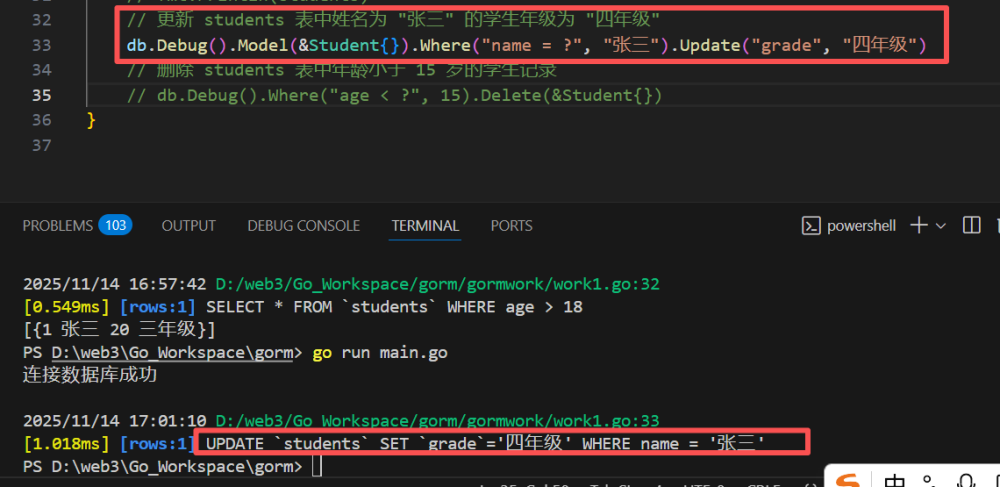 32 // 更新 students 表中姓名为 "张三" 的学生年级为 "四年级"
33 db.Debug().Model(&Student{}).Where("name = ?", "张三").Update("grade", "四年级")
34 // 删除 students 表中年龄小于 15 岁的学生记录
35 // db.Debug().Where("age < ?", 15).Delete(&Student{})
36 }
37
PROBLEMS 103 OUTPUT DEBUG CONSOLE TERMINAL PORTS powershell
2025/11/14 16:57:42 D:/web3/Go_Workspace/gorm/gormwork/work1.go:32
[0.549ms] [rows:1] SELECT * FROM `students` WHERE age > 18
[{1 张三 20 三年级}]
PS D:\web3\Go_Workspace\gorm> go run main.go
连接数据库成功
2025/11/14 17:01:10 D:/web3/Go_Workspace/gorm/gormwork/work1.go:33
[1.018ms] [rows:1] UPDATE `students` SET `grade`='四年级' WHERE name = '张三'
PS D:\web3\Go_Workspace\gorm>
中